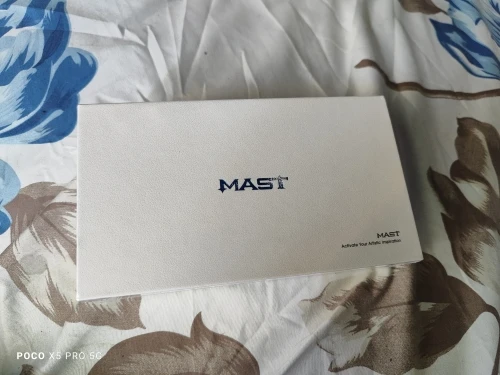 MAST
MAST
Activate Your Artistic Inspiration
POCO X5 PRO 5G